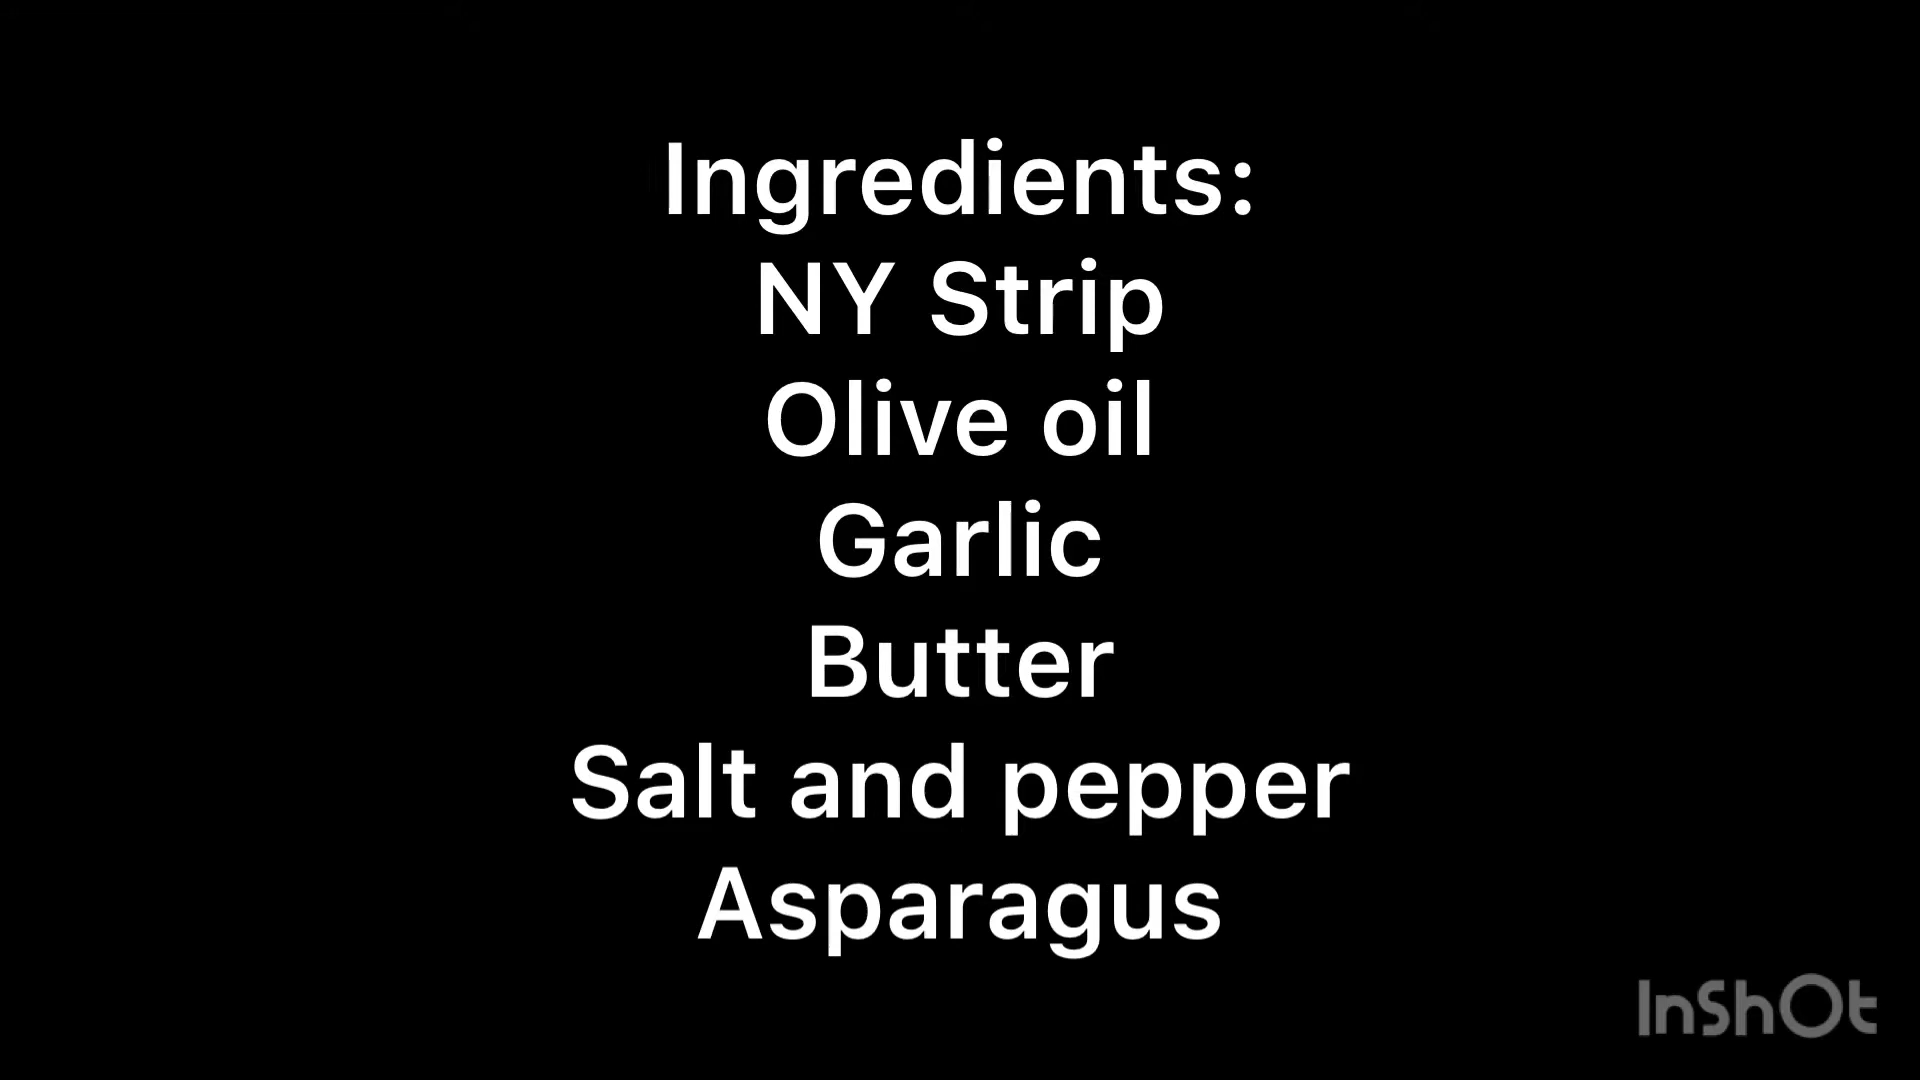 Ingredients:
NY Strip
Olive oil
Garlic
Butter
Salt and pepper
Asparagus
InShOt